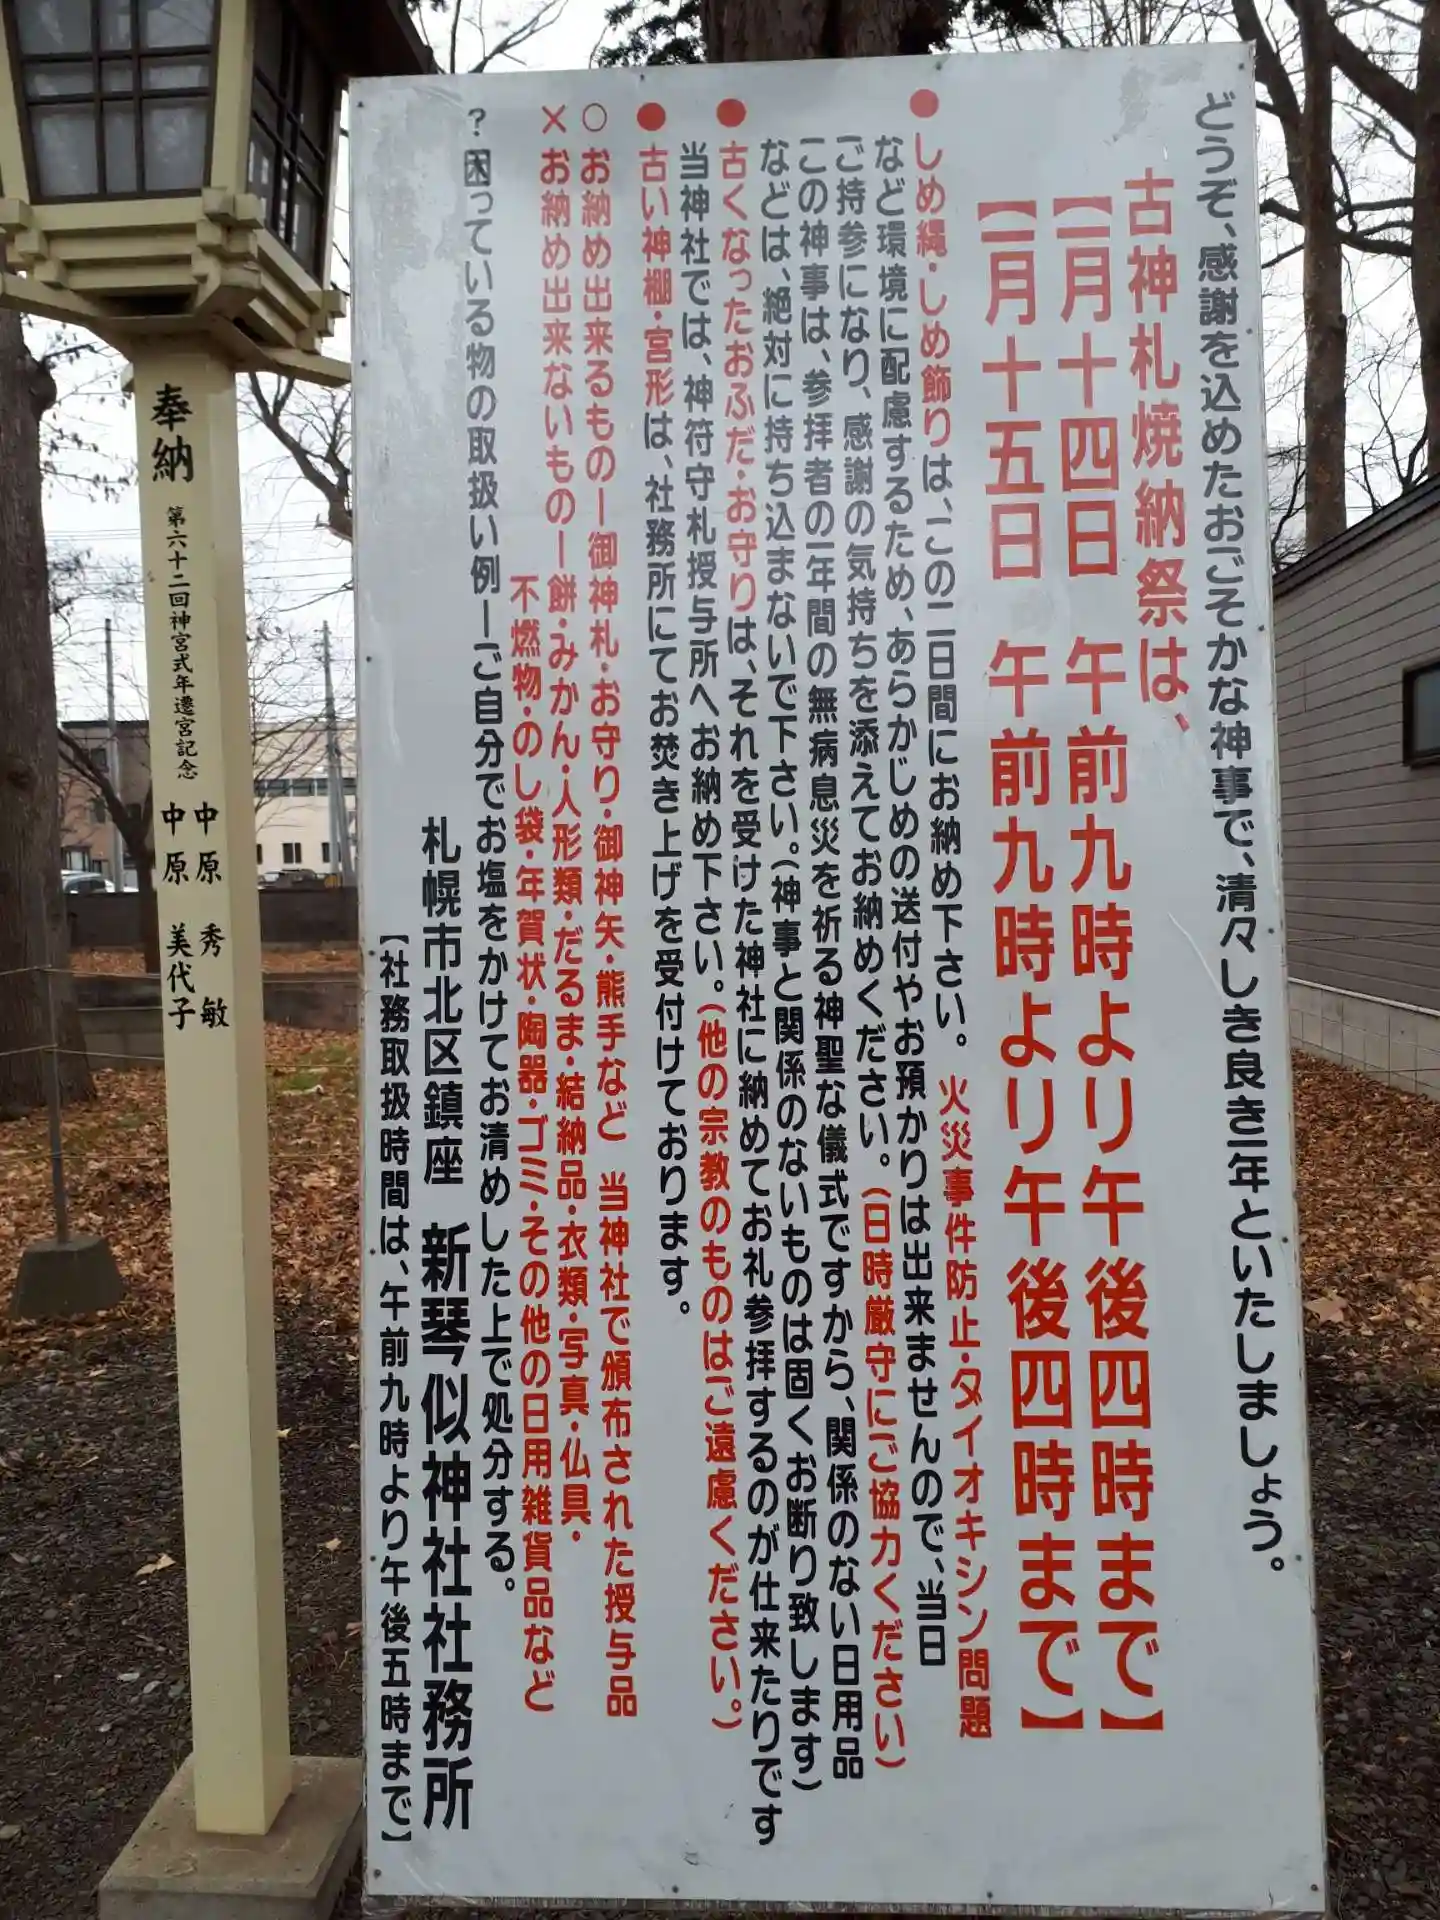 どうぞ、感謝を込めたおごそかな神事で、清々しき良き一年といたしましょう。
古神札焼納祭は、
【一月十四日 午前九時より午後四時まで】
【一月十五日 午前九時より午後四時まで】
●しめ縄・しめ飾りは、この二日間にお納め下さい。 火災事件防止・ダイオキシン問題
など環境に配慮するため、あらかじめの送付やお預かりは出来ませんので、当日
ご持参になり、感謝の気持ちを添えてお納めください。(日時厳守にご協力ください)
この神事は、参拝者の一年間の無病息災を祈る神聖な儀式ですから、関係のない日用品
などは、絶対に持ち込まないで下さい。(神事と関係のないものは固くお断り致します)
●古くなったおふだ・お守りは、それを受けた神社に納めてお礼参拝するのが仕来たりです
当神社では、神符守札授与所へお納め下さい。(他の宗教のものはご遠慮ください。)
●古い神棚・宮形は、社務所にてお焚き上げを受付けております。
○お納め出来るものー御神札・お守り・御神矢・熊手など 当神社で頒布された授与品
×お納め出来ないものー餅・みかん・人形類・だるま・結納品・衣類・写真・仏具・
不燃物・のし袋・年賀状・陶器・ゴミ・その他の日用雑貨品など
?困っている物の取扱い例ーご自分でお塩をかけてお清めした上で処分する。
札幌市北区鎮座 新琴似神社社務所
【社務取扱時間は、午前九時より午後五時まで】
奉納 第六十二回神宮式年遷宮記念
中原 秀敏
中原 美代子